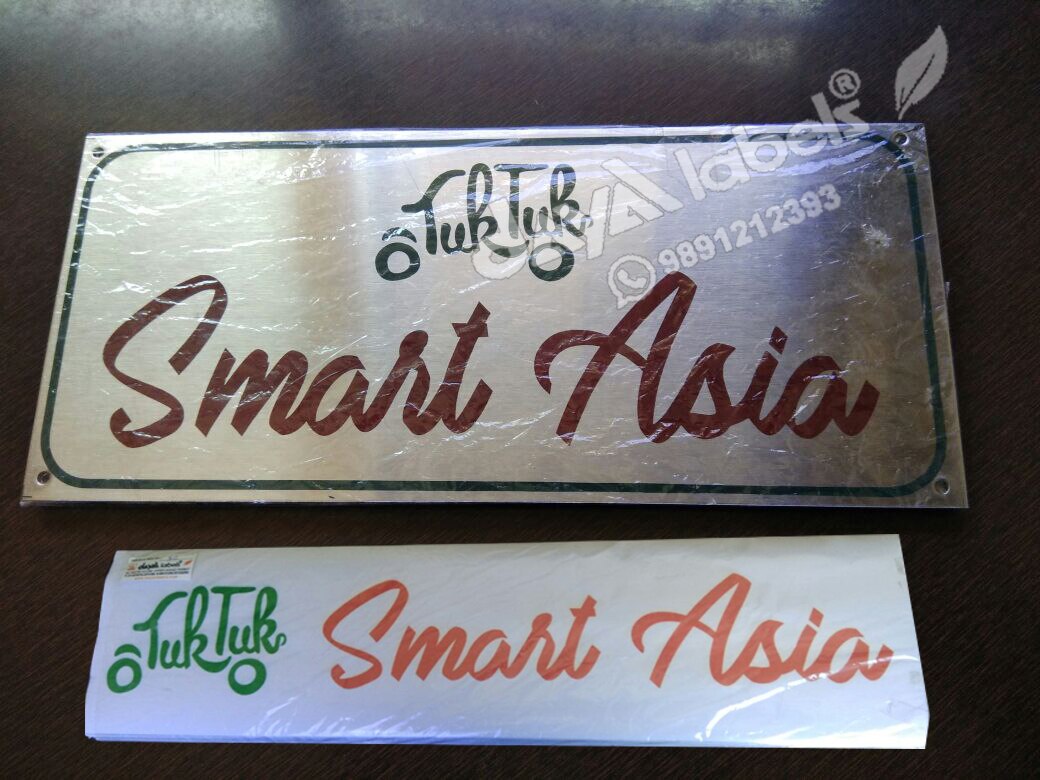 TukTuk
Smart Asia
labels®
9891212393
TukTuk Smart Asia